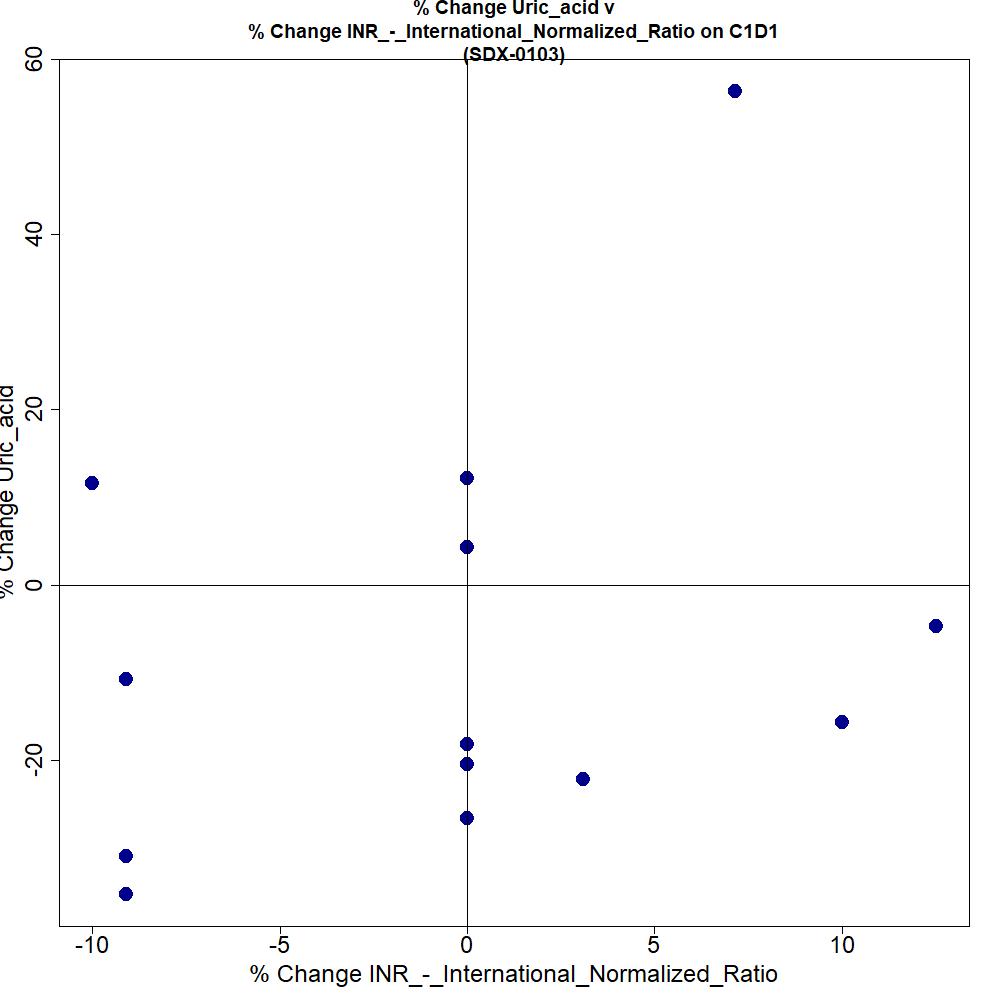 % Change Uric_acid v
% Change INR_-_International_Normalized_Ratio on C1D1
(SDX-0103)
60
40
20
0
-20
% Change Uric_acid
-10
-5
0
5
10
% Change INR_-_International_Normalized_Ratio